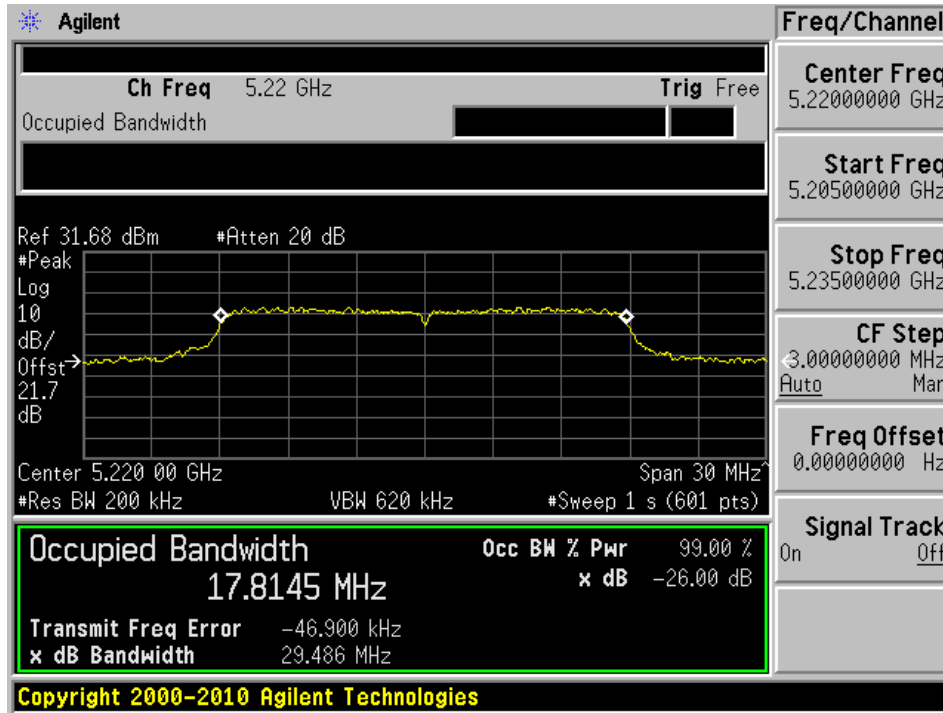 Agilent
Freq/Channel
Ch Freq 5.22 GHz Trig Free
Occupied Bandwidth
Center Freq
5.22000000 GHz
Start Freq
5.20500000 GHz
Stop Freq
5.23500000 GHz
CF Step
3.00000000 MHz
Auto Man
Freq Offset
0.00000000 Hz
Signal Track
On Off
Ref 31.68 dBm #Atten 20 dB
#Peak
Log
10
dB/
Offst
21.7
dB
Center 5.220 00 GHz Span 30 MHz^
#Res BW 200 kHz VBW 620 kHz #Sweep 1 s (601 pts)
Occupied Bandwidth Occ BW % Pwr 99.00 %
17.8145 MHz x dB -26.00 dB
Transmit Freq Error -46.900 kHz
x dB Bandwidth 29.486 MHz
Copyright 2000-2010 Agilent Technologies